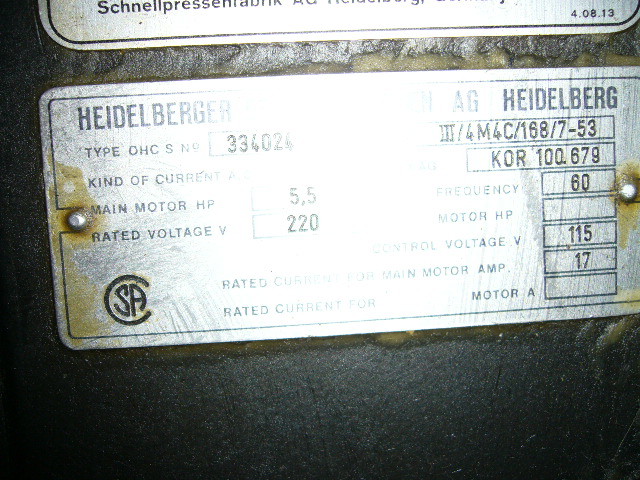 Schnellpressenfabrik AG Heidelberg,
4.08.13
HEIDELBERGER AG HEIDELBERG
TYPE OHC S Nº 334024 III/4M4C/168/7-53
KOR 100.679
KIND OF CURRENT A FREQUENCY 60
MAIN MOTOR HP 5,5 MOTOR HP
RATED VOLTAGE V 220 CONTROL VOLTAGE V 115
RATED CURRENT FOR MAIN MOTOR AMP. 17
RATED CURRENT FOR MOTOR A
CSA